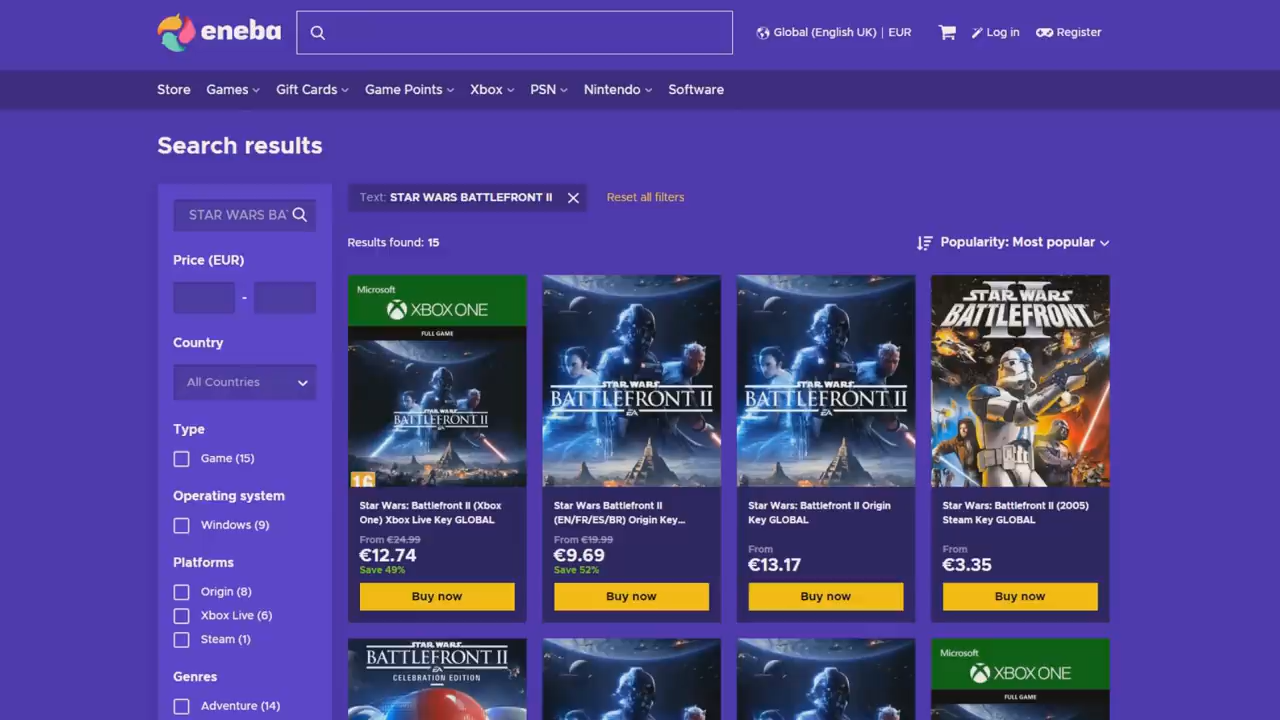 eneba
Global (English UK) | EUR
Log in
Register
Store
Games
Gift Cards
Game Points
Xbox
PSN
Nintendo
Software
Search results
STAR WARS BA
Price (EUR)
-
Country
All Countries
Type
Game (15)
Operating system
Windows (9)
Platforms
Origin (8)
Xbox Live (6)
Steam (1)
Genres
Adventure (14)
Text: STAR WARS BATTLEFRONT II
Reset all filters
Results found: 15
Popularity: Most popular
Microsoft
XBOX ONE
FULL GAME
STAR WARS
BATTLEFRONT II
16
Star Wars: Battlefront II (Xbox
One) Xbox Live Key GLOBAL
From €24.99
€12.74
Save 49%
Buy now
STAR WARS
BATTLEFRONT II
EA
Star Wars Battlefront II
(EN/FR/ES/BR) Origin Key...
From €19.99
€9.69
Save 52%
Buy now
STAR WARS
BATTLEFRONT II
EA
Star Wars: Battlefront II Origin
Key GLOBAL
From
€13.17
Buy now
STAR WARS
II
BATTLEFRONT
Star Wars: Battlefront II (2005)
Steam Key GLOBAL
From
€3.35
Buy now
STAR WARS
BATTLEFRONT II
EA
CELEBRATION EDITION
Microsoft
XBOX ONE
FULL GAME